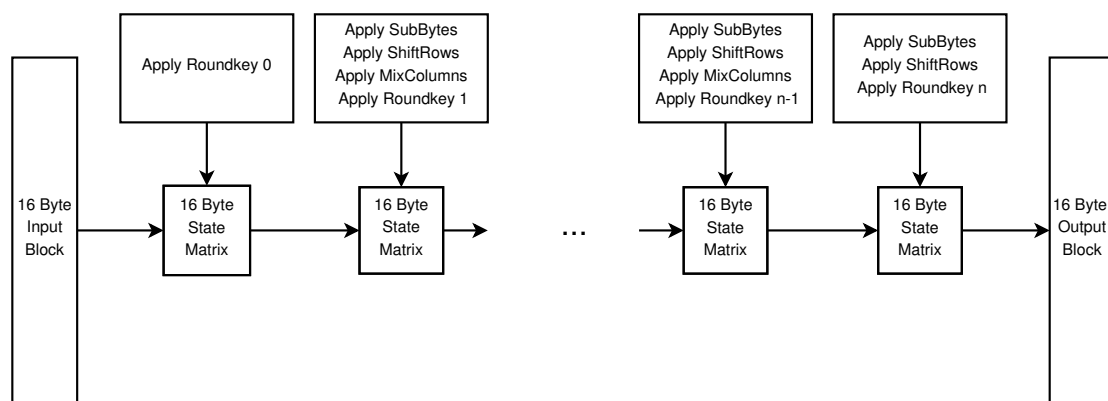 Apply Roundkey 0
Apply SubBytes
Apply ShiftRows
Apply MixColumns
Apply Roundkey 1
Apply SubBytes
Apply ShiftRows
Apply MixColumns
Apply Roundkey n-1
Apply SubBytes
Apply ShiftRows
Apply Roundkey n
16 Byte
Input
Block
16 Byte
State
Matrix
16 Byte
State
Matrix
...
16 Byte
State
Matrix
16 Byte
State
Matrix
16 Byte
Output
Block